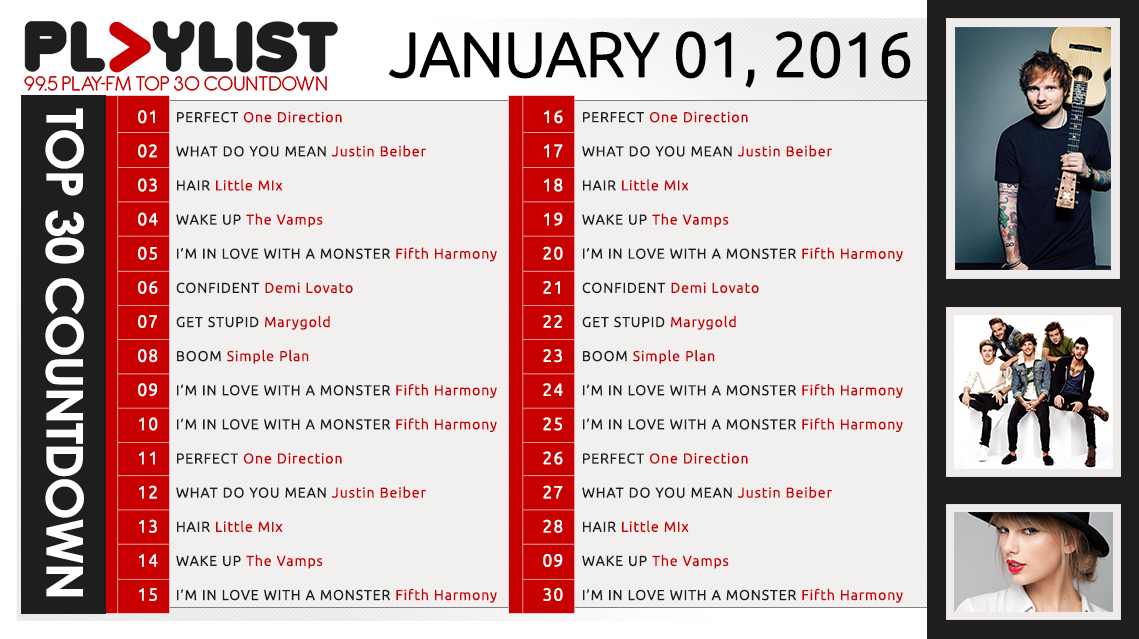 PLAYLIST
99.5 PLAY-FM TOP 30 COUNTDOWN
JANUARY 01, 2016
TOP 30 COUNTDOWN
01 PERFECT One Direction
02 WHAT DO YOU MEAN Justin Beiber
03 HAIR Little MIx
04 WAKE UP The Vamps
05 I'M IN LOVE WITH A MONSTER Fifth Harmony
06 CONFIDENT Demi Lovato
07 GET STUPID Marygold
08 BOOM Simple Plan
09 I'M IN LOVE WITH A MONSTER Fifth Harmony
10 I'M IN LOVE WITH A MONSTER Fifth Harmony
11 PERFECT One Direction
12 WHAT DO YOU MEAN Justin Beiber
13 HAIR Little MIx
14 WAKE UP The Vamps
15 I'M IN LOVE WITH A MONSTER Fifth Harmony
16 PERFECT One Direction
17 WHAT DO YOU MEAN Justin Beiber
18 HAIR Little MIx
19 WAKE UP The Vamps
20 I'M IN LOVE WITH A MONSTER Fifth Harmony
21 CONFIDENT Demi Lovato
22 GET STUPID Marygold
23 BOOM Simple Plan
24 I'M IN LOVE WITH A MONSTER Fifth Harmony
25 I'M IN LOVE WITH A MONSTER Fifth Harmony
26 PERFECT One Direction
27 WHAT DO YOU MEAN Justin Beiber
28 HAIR Little MIx
09 WAKE UP The Vamps
30 I'M IN LOVE WITH A MONSTER Fifth Harmony